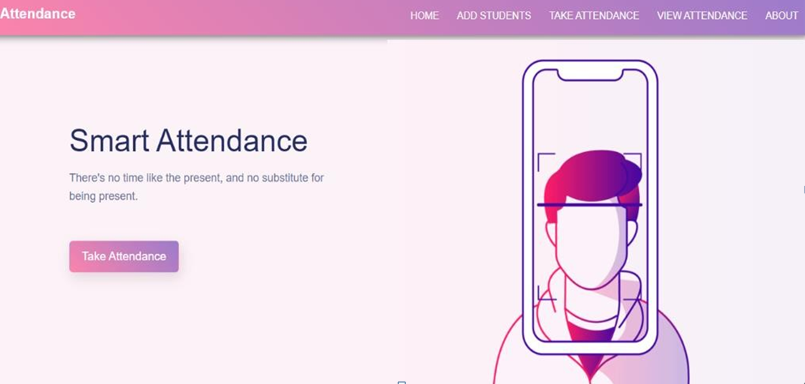 Attendance
HOME ADD STUDENTS TAKE ATTENDANCE VIEW ATTENDANCE ABOUT
Smart Attendance
There's no time like the present, and no substitute for
being present.
Take Attendance